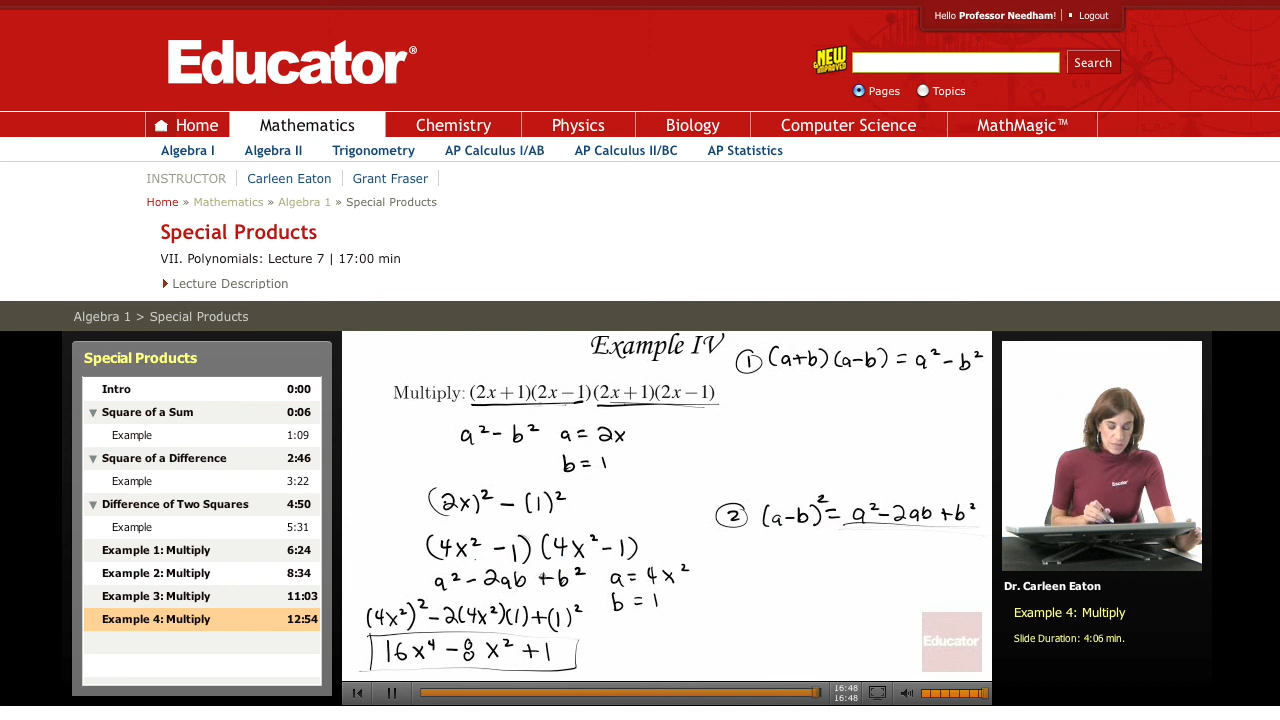 Hello Professor Needham! Logout
Educator®
NEW
& IMPROVED
Search
Pages Topics
Home Mathematics Chemistry Physics Biology Computer Science MathMagic™
Algebra I Algebra II Trigonometry AP Calculus I/AB AP Calculus II/BC AP Statistics
INSTRUCTOR Carleen Eaton Grant Fraser
Home » Mathematics » Algebra 1 » Special Products
Special Products
VII. Polynomials: Lecture 7 | 17:00 min
Lecture Description
Algebra 1 > Special Products
Special Products
Intro 0:00
Square of a Sum 0:06
Example 1:09
Square of a Difference 2:46
Example 3:22
Difference of Two Squares 4:50
Example 5:31
Example 1: Multiply 6:24
Example 2: Multiply 8:34
Example 3: Multiply 11:03
Example 4: Multiply 12:54
Example IV
① (a+b)(a-b) = a²-b²
Multiply: (2x+1)(2x−1)(2x+1)(2x−1)
a²-b² a=2x
b=1
(2x)² - (1)²
② (a-b)² = a²-2ab+b²
(4x²-1)(4x²-1)
a²-2ab+b² a=4x²
b=1
(4x²)²-2(4x²)(1)+(1)²
16x⁴-8x²+1
Educator
Educator
16:48
16:48
Dr. Carleen Eaton
Example 4: Multiply
Slide Duration: 4:06 min.